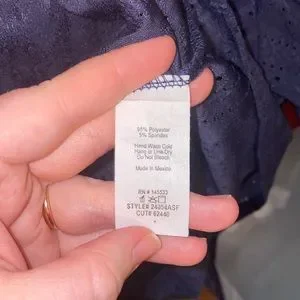 95% Polyester
5% Spandex
Hand Wash Cold
Hang or Line Dry
Do Not Bleach
Made in Mexico
RN # 145533
STYLE# 24004ASF
CUT# 62440